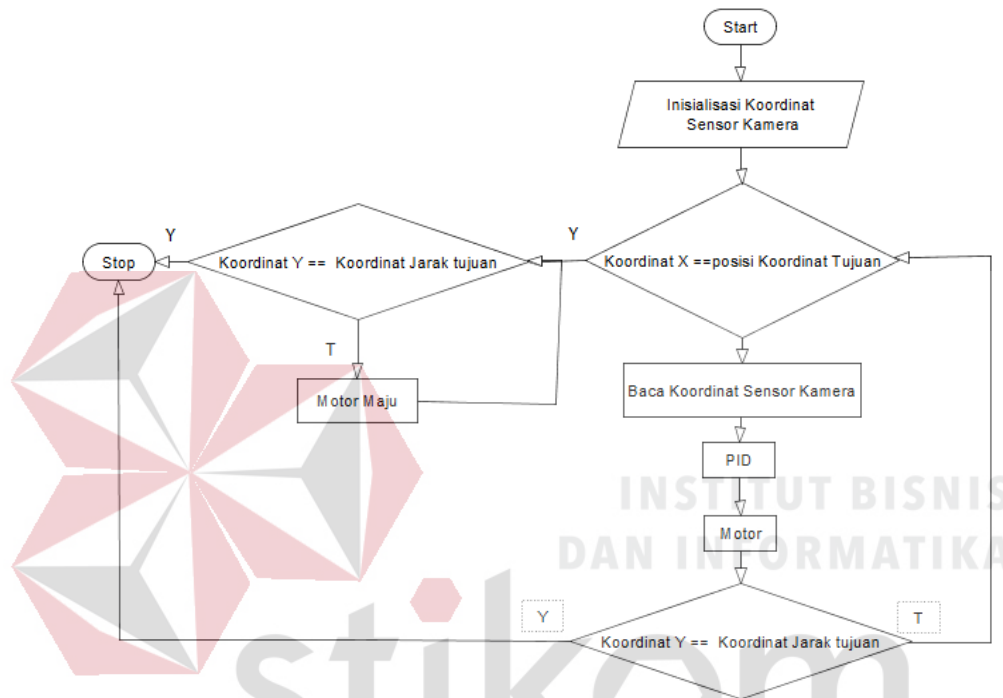 Start
Inisialisasi Koordinat
Sensor Kamera
Koordinat X ==posisi Koordinat Tujuan
Y
Koordinat Y == Koordinat Jarak tujuan
Y
Stop
T
Motor Maju
Baca Koordinat Sensor Kamera
PID
Motor
Koordinat Y == Koordinat Jarak tujuan
Y
T
INSTITUT BISNIS
DAN INFORMATIKA
stikom